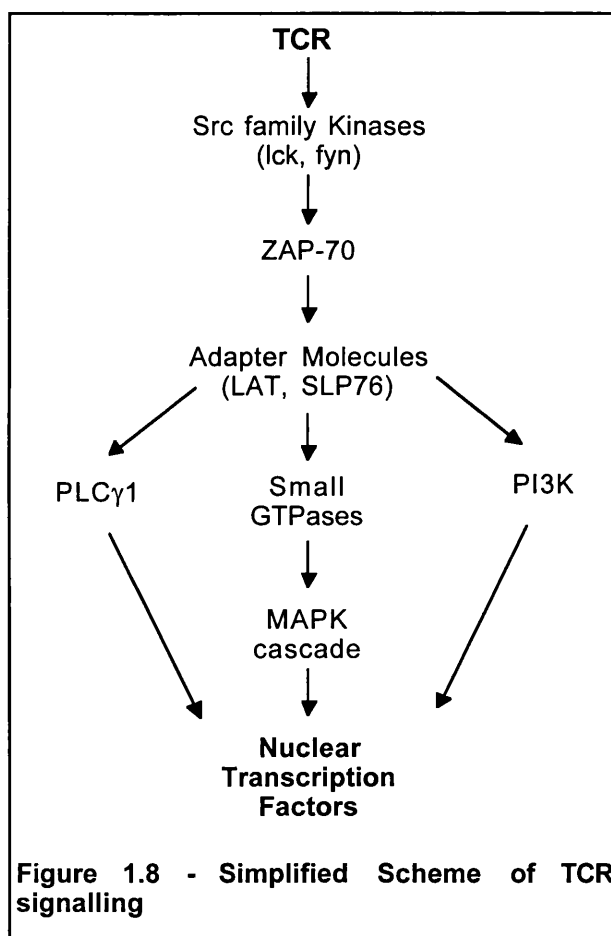 TCR
Src family Kinases
(lck, fyn)
ZAP-70
Adapter Molecules
(LAT, SLP76)
PLCγ1
Small
GTPases
PI3K
MAPK
cascade
Nuclear
Transcription
Factors
Figure 1.8 - Simplified Scheme of TCR
signalling